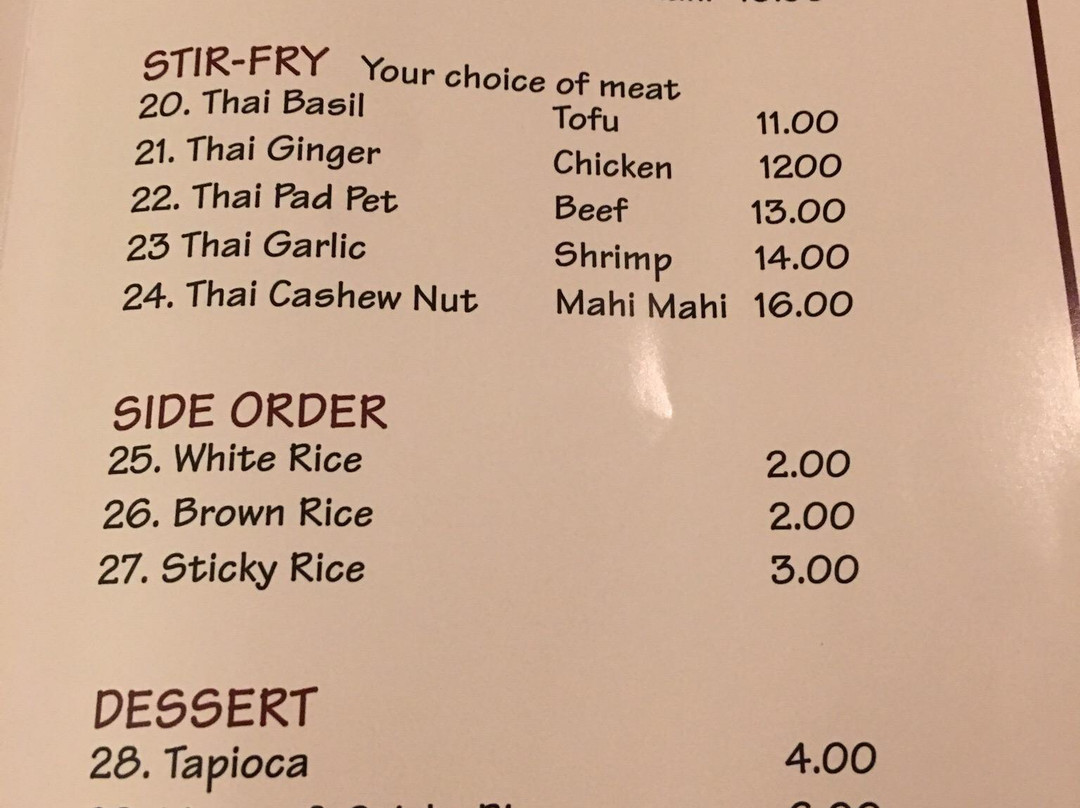 STIR-FRY Your choice of meat
20. Thai Basil Tofu 11.00
21. Thai Ginger Chicken 1200
22. Thai Pad Pet Beef 13.00
23 Thai Garlic Shrimp 14.00
24. Thai Cashew Nut Mahi Mahi 16.00
SIDE ORDER
25. White Rice 2.00
26. Brown Rice 2.00
27. Sticky Rice 3.00
DESSERT
28. Tapioca 4.00